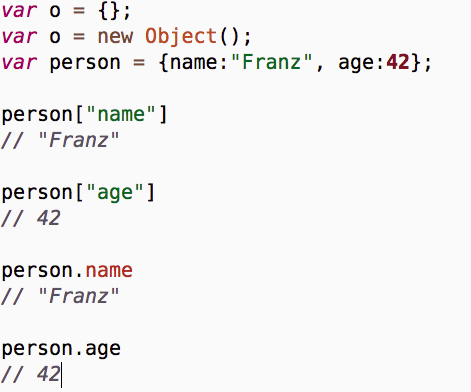 var o = {};
var o = new Object();
var person = {name:"Franz", age:42};
person["name"]
// "Franz"
person["age"]
// 42
person.name
// "Franz"
person.age
// 42